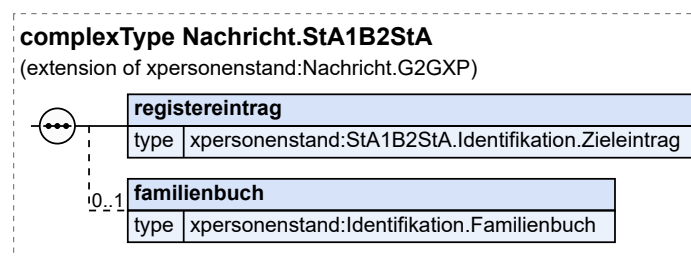 complexType Nachricht.StA1B2StA
(extension of xpersonenstand:Nachricht.G2GXP)
registereintrag
type xpersonenstand:StA1B2StA.Identifikation.Zieleintrag
0..1
familienbuch
type xpersonenstand:Identifikation.Familienbuch